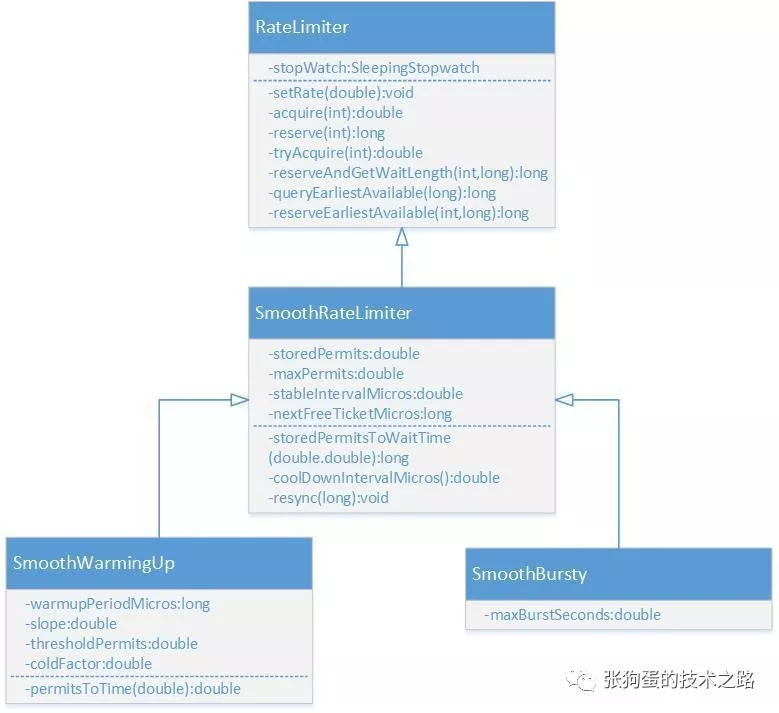 RateLimiter
-stopWatch:SleepingStopwatch
-setRate(double):void
-acquire(int):double
-reserve(int):long
-tryAcquire(int):double
-reserveAndGetWaitLength(int,long):long
-queryEarliestAvailable(long):long
-reserveEarliestAvailable(int,long):long
SmoothRateLimiter
-storedPermits:double
-maxPermits:double
-stableIntervalMicros:double
-nextFreeTicketMicros:long
-storedPermitsToWaitTime
(double.double):long
-coolDownIntervalMicros():double
-resync(long):void
SmoothWarmingUp
-warmupPeriodMicros:long
-slope:double
-thresholdPermits:double
-coldFactor:double
-permitsToTime(double):double
SmoothBursty
-maxBurstSeconds:double
张狗蛋的技术之路